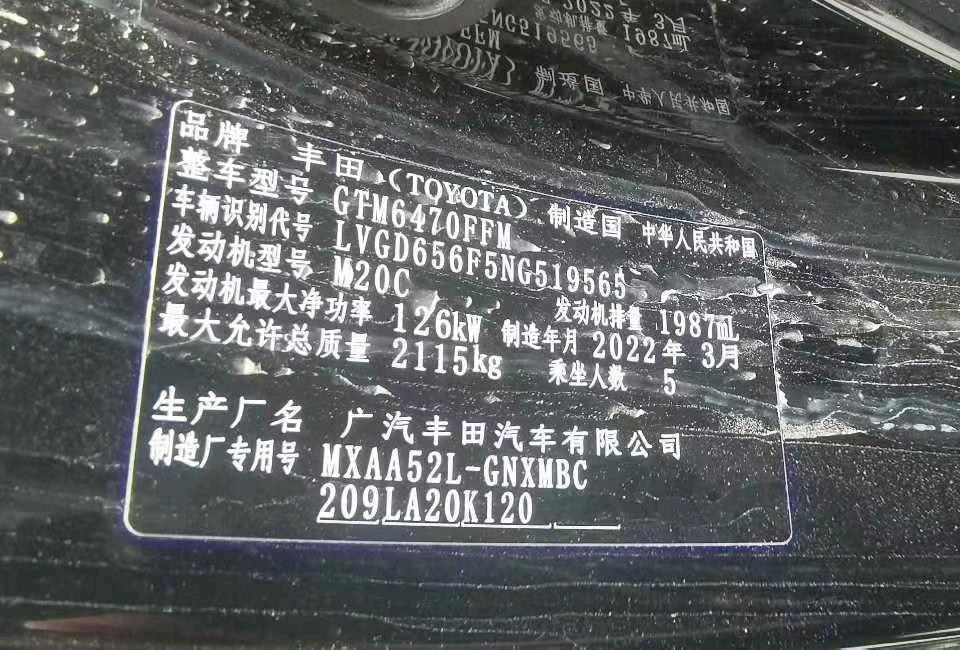 品牌 丰田(TOYOTA) 制造国 中华人民共和国
整车型号 GTM6470FFM
车辆识别代号 LVGD656F5NG519565
发动机型号 M20C 发动机排量 1987mL
发动机最大净功率 126kW 制造年月 2022年 3月
最大允许总质量 2115kg 乘坐人数 5
生产厂名 广汽丰田汽车有限公司
制造厂专用号 MXAA52L-GNXMBC
209LA20K120